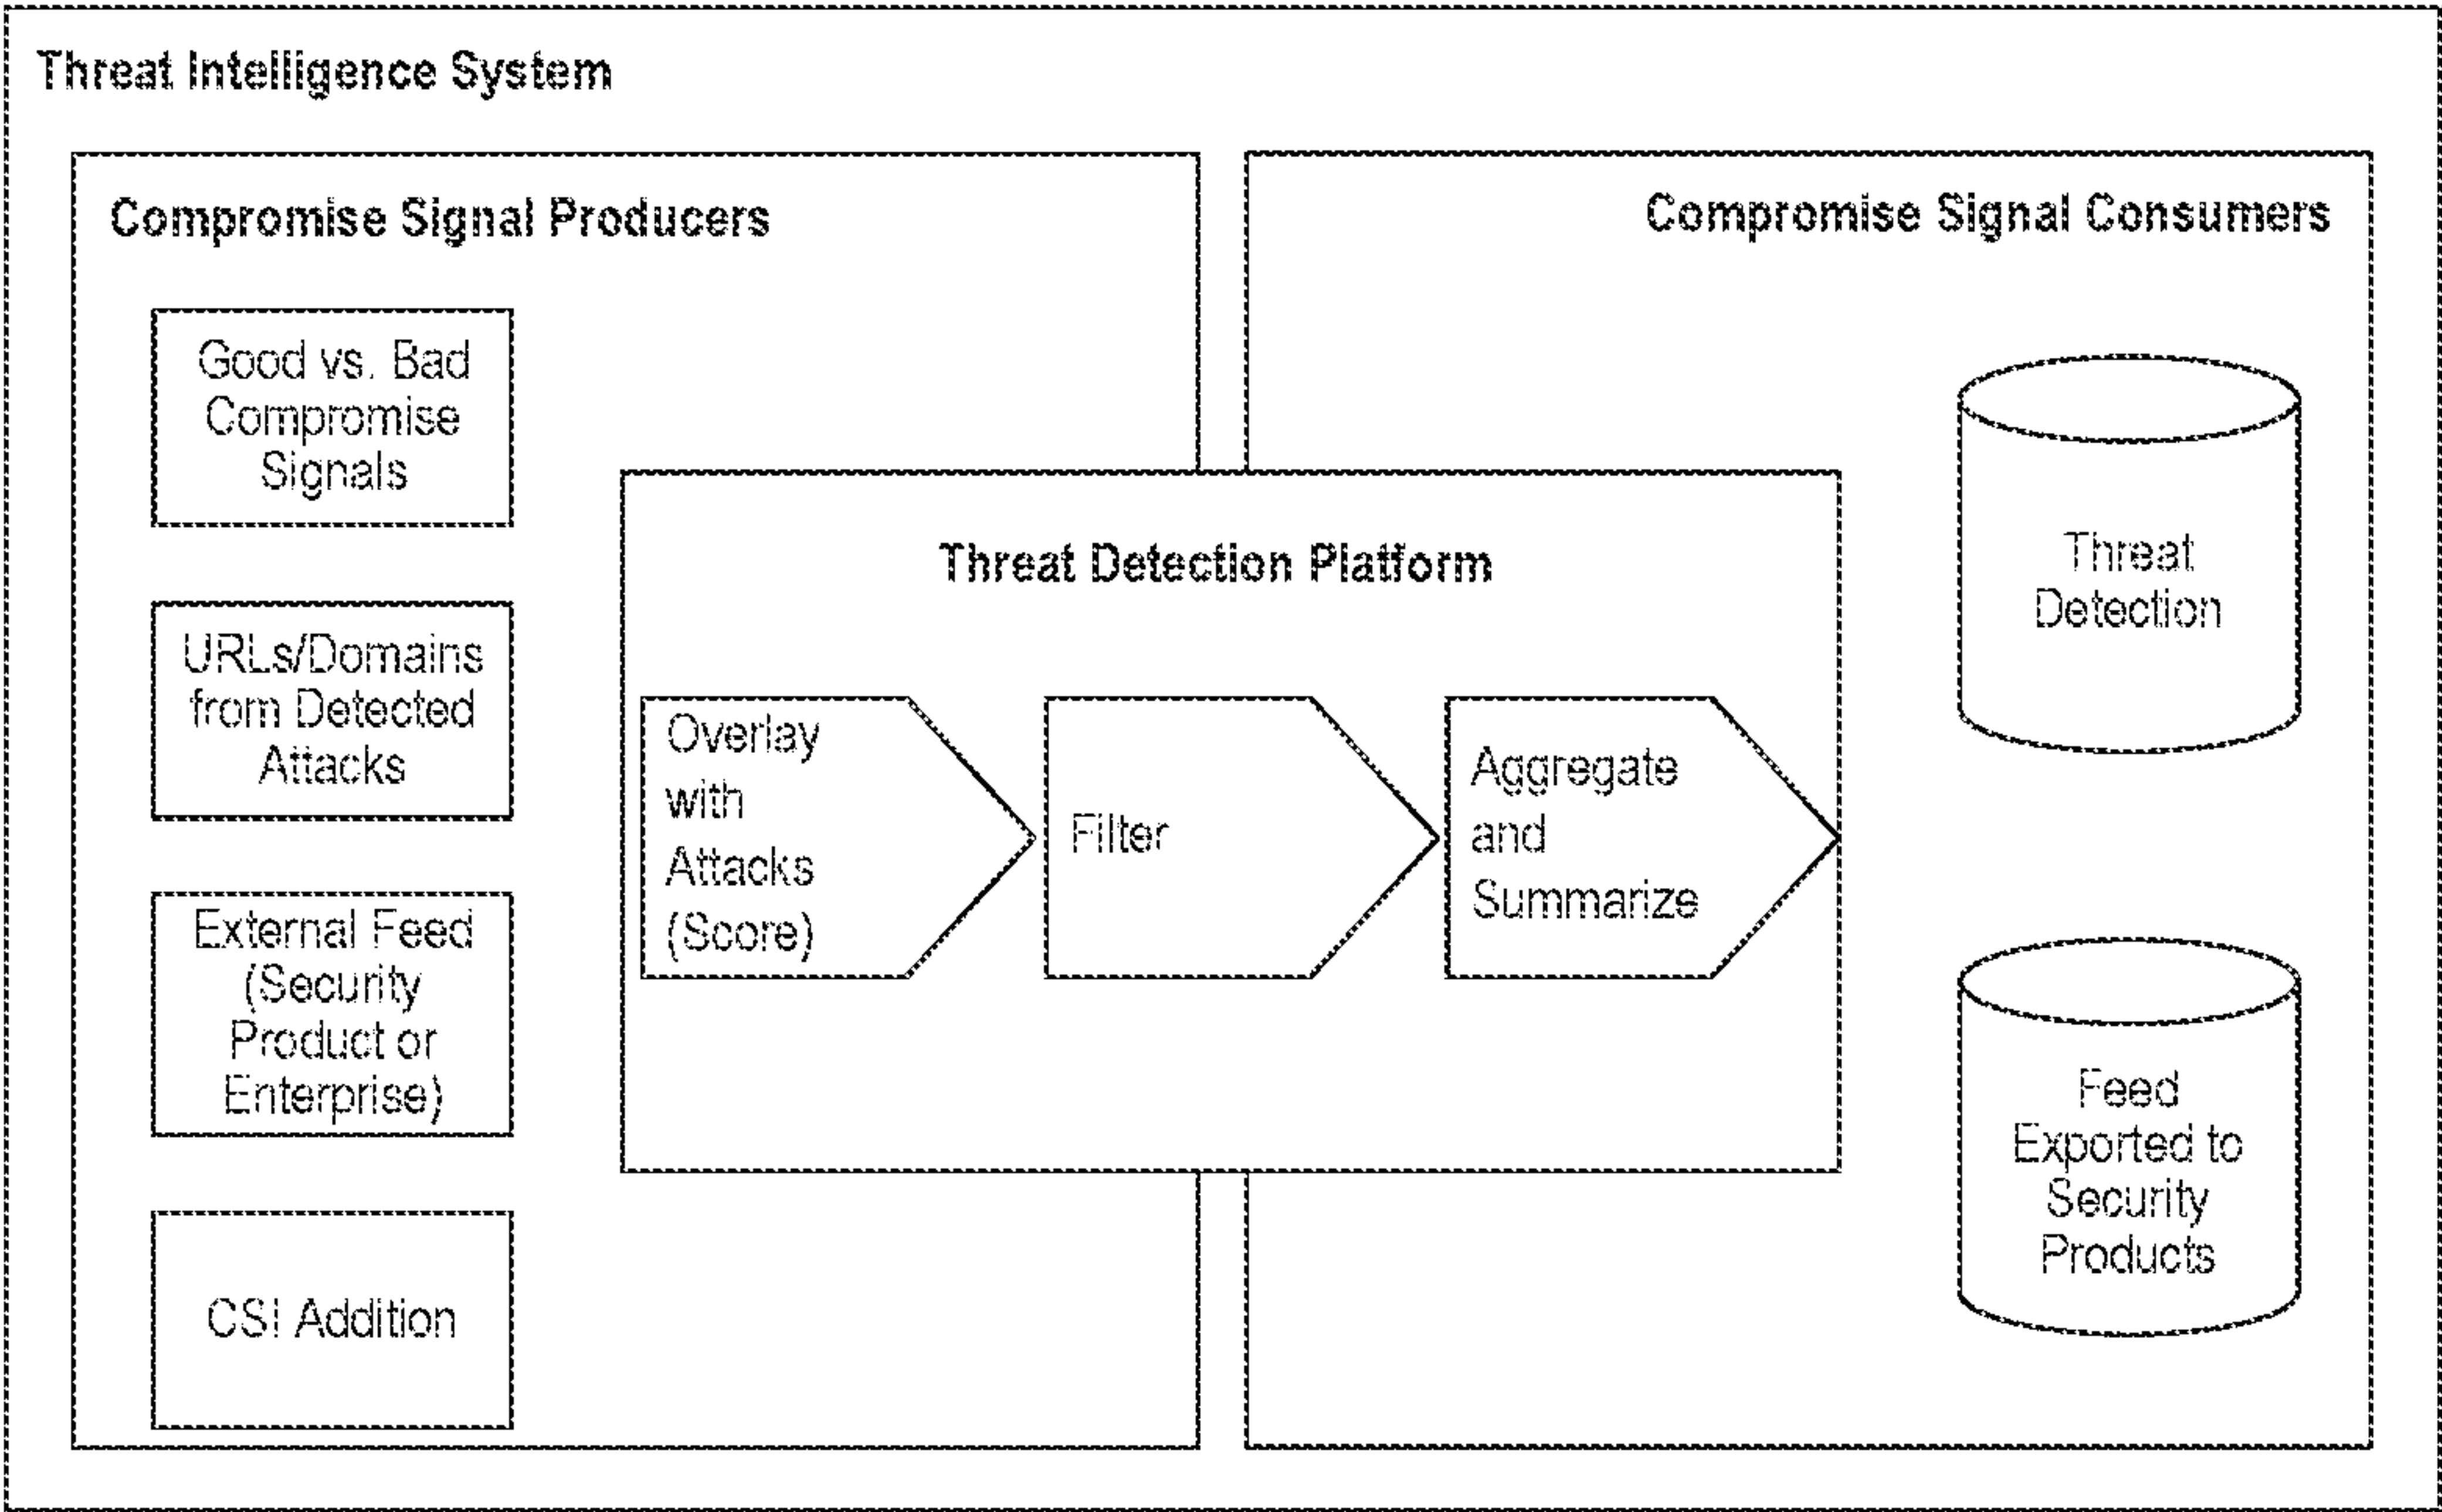 Threat Intelligence System
Compromise Signal Producers
Good vs. Bad
Compromise
Signals
URLs/Domains
from Detected
Attacks
External Feed
(Security
Product or
Enterprise)
CSI Addition
Threat Detection Platform
Overlay
with
Attacks
(Score)
Filter
Aggregate
and
Summarize
Compromise Signal Consumers
Threat
Detection
Feed
Exported to
Security
Products